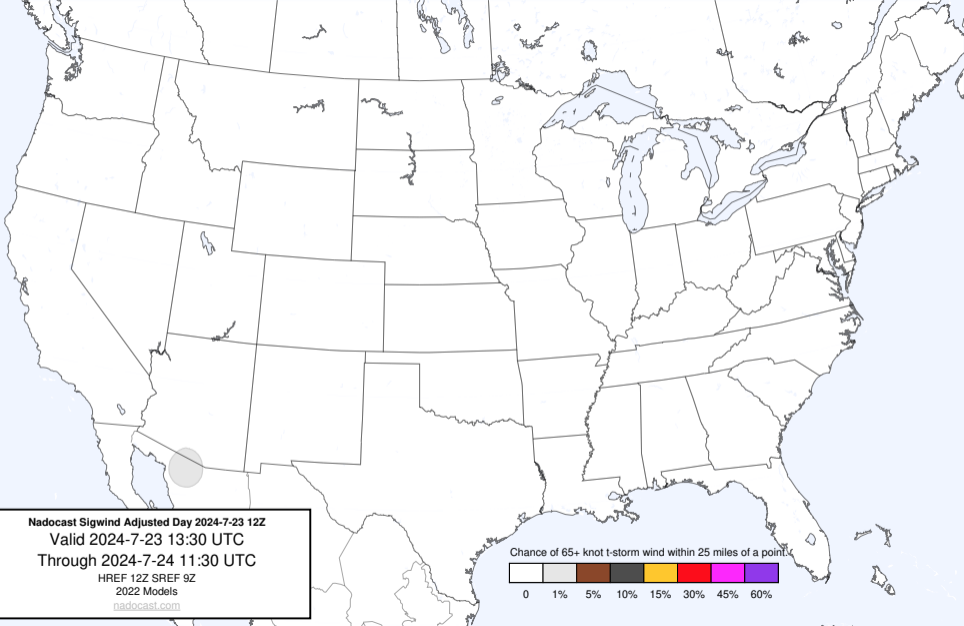 Nadocast Sigwind Adjusted Day 2024-7-23 12Z
Valid 2024-7-23 13:30 UTC
Through 2024-7-24 11:30 UTC
HREF 12Z SREF 9Z
2022 Models
nadocast.com
Chance of 65+ knot t-storm wind within 25 miles of a point.
0 1% 5% 10% 15% 30% 45% 60%